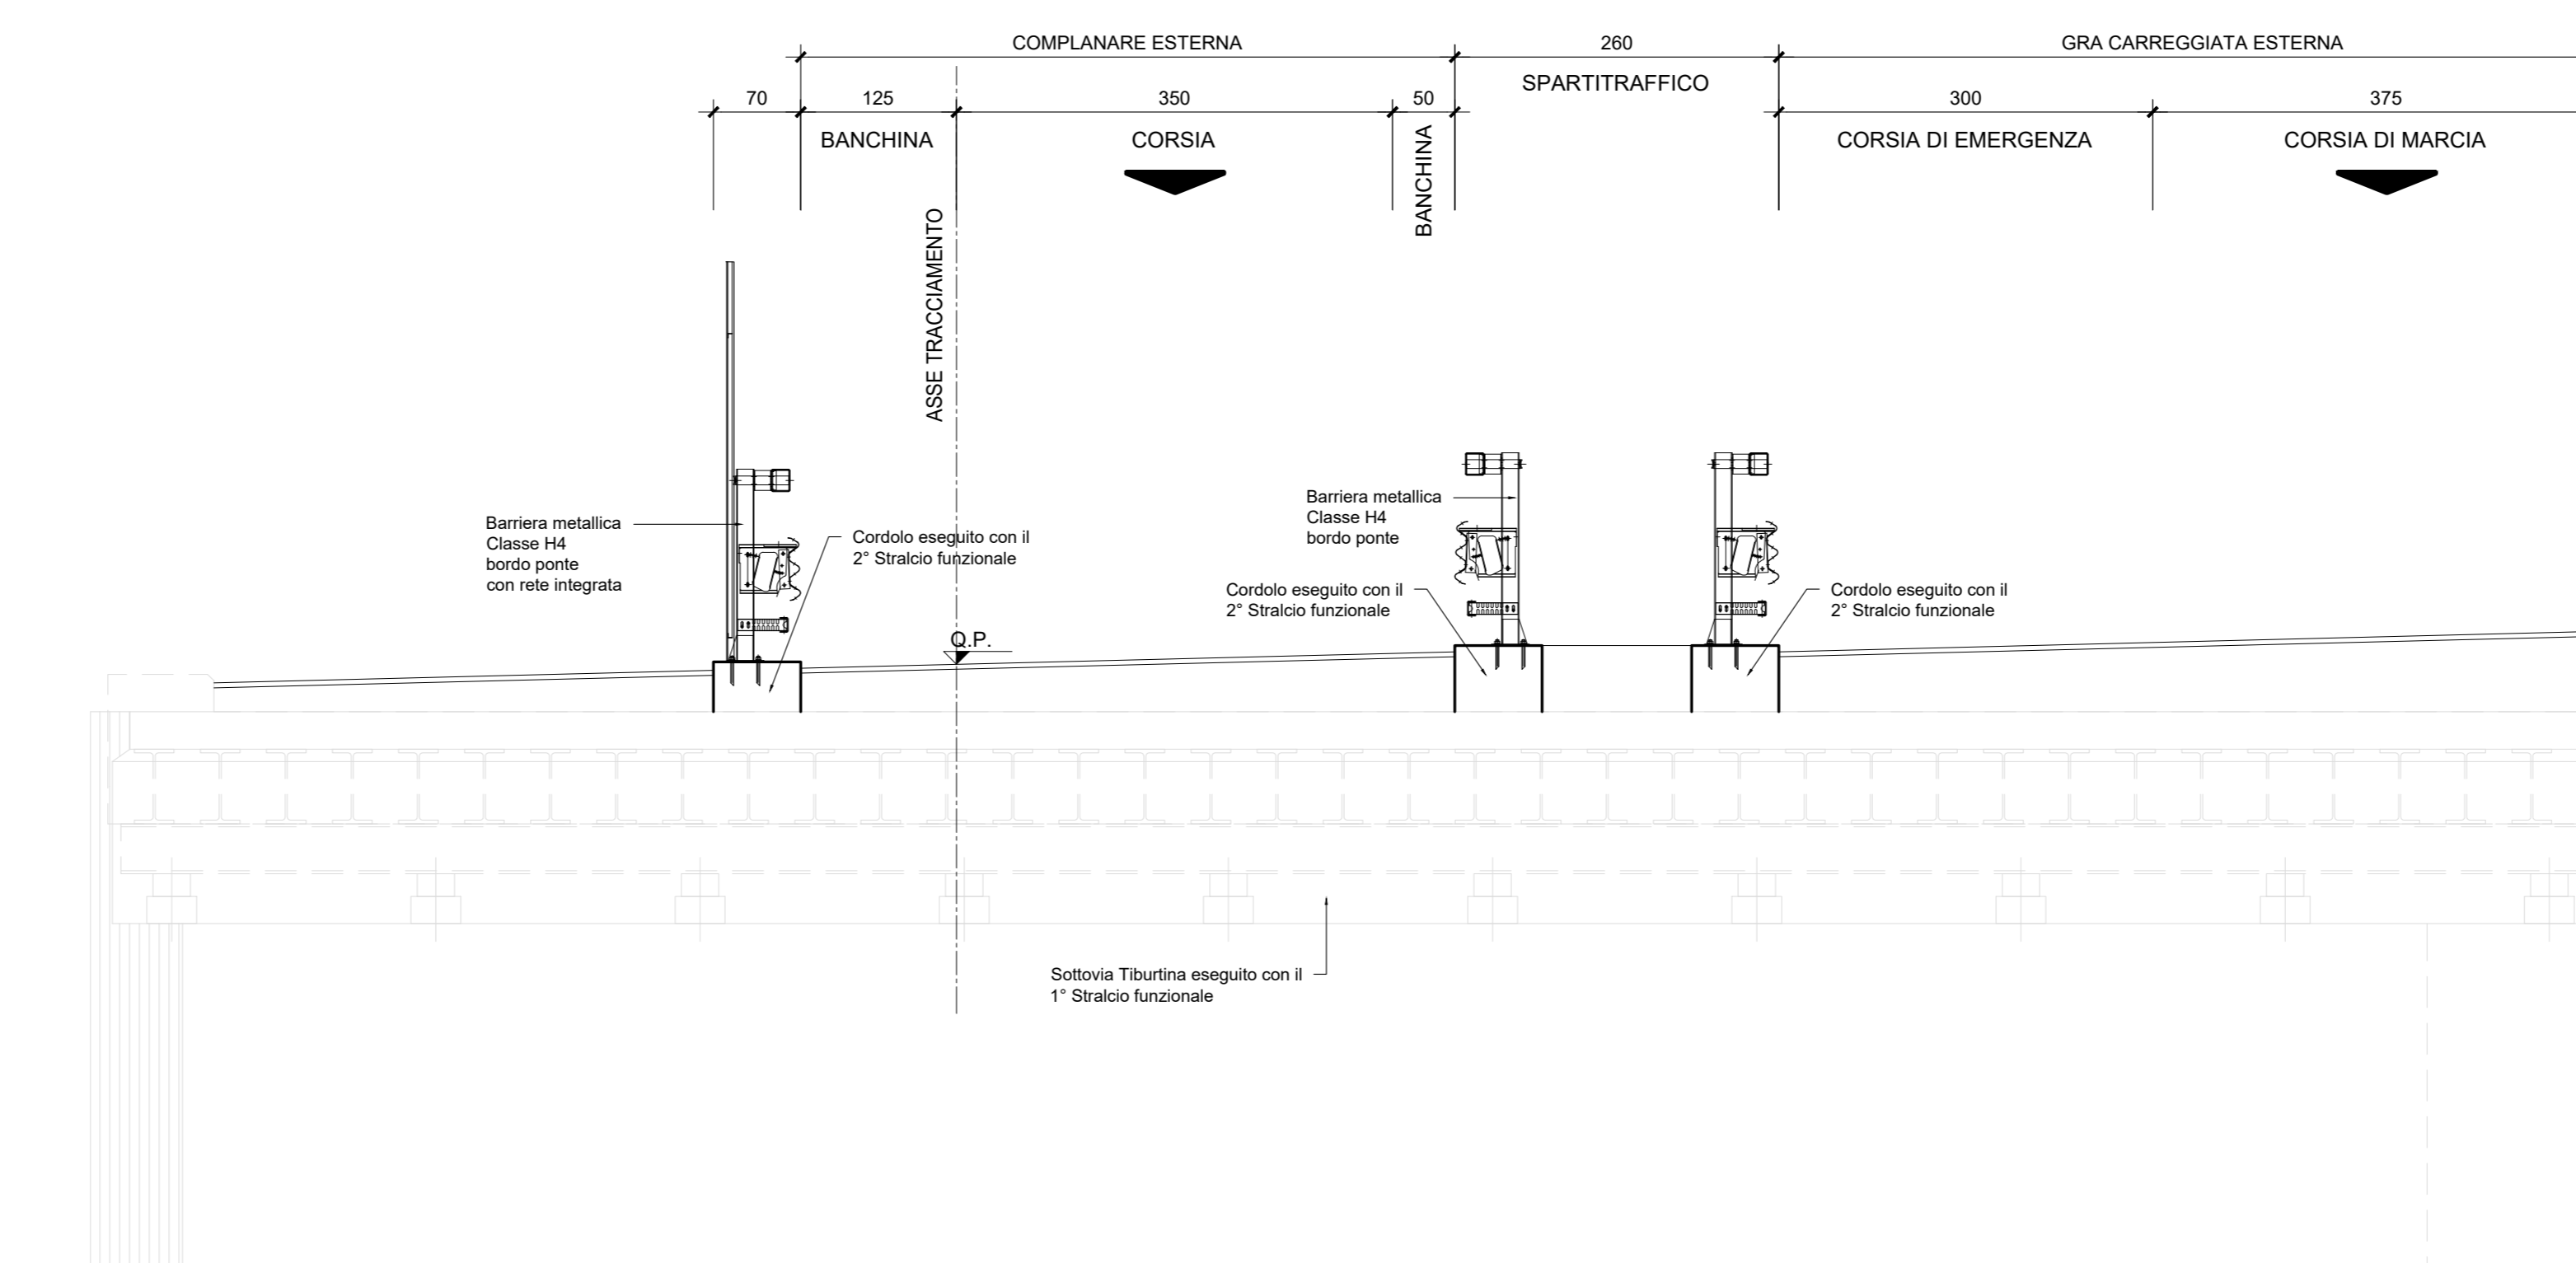 COMPLANARE ESTERNA
260
GRA CARREGGIATA ESTERNA
SPARTITRAFFICO
70
125
350
50
300
375
BANCHINA
CORSIA
BANCHINA
CORSIA DI EMERGENZA
CORSIA DI MARCIA
ASSE TRACCIAMENTO
Barriera metallica
Classe H4
bordo ponte
con rete integrata
Cordolo eseguito con il
2° Stralcio funzionale
Barriera metallica
Classe H4
bordo ponte
Cordolo eseguito con il
2° Stralcio funzionale
Cordolo eseguito con il
2° Stralcio funzionale
Q.P.
Sottovia Tiburtina eseguito con il
1° Stralcio funzionale